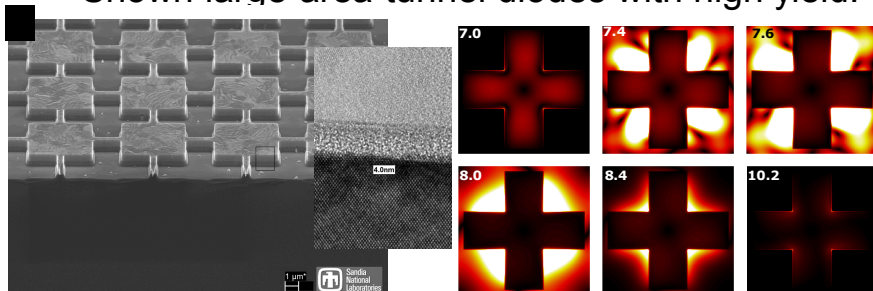 Shown large area tunnel diodes with high yield.
7.0
7.4
7.6
4.0nm
8.0
8.4
10.2
1 µm*
Sandia
National
Laboratories